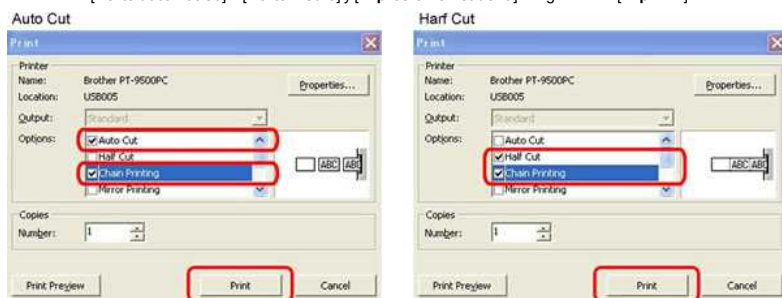 Auto Cut
Print
Printer
Name: Brother PT-9500PC
Properties...
Location: USB005
Output: Standard
Options: Auto Cut
Half Cut
Chain Printing
Mirror Printing
ABC ABC
Copies
Number: 1
Print Preview Print Cancel
Harf Cut
Print
Printer
Name: Brother PT-9500PC
Properties...
Location: USB005
Output: Standard
Options: Auto Cut
Half Cut
Chain Printing
Mirror Printing
ABC ABC
Copies
Number: 1
Print Preview Print Cancel